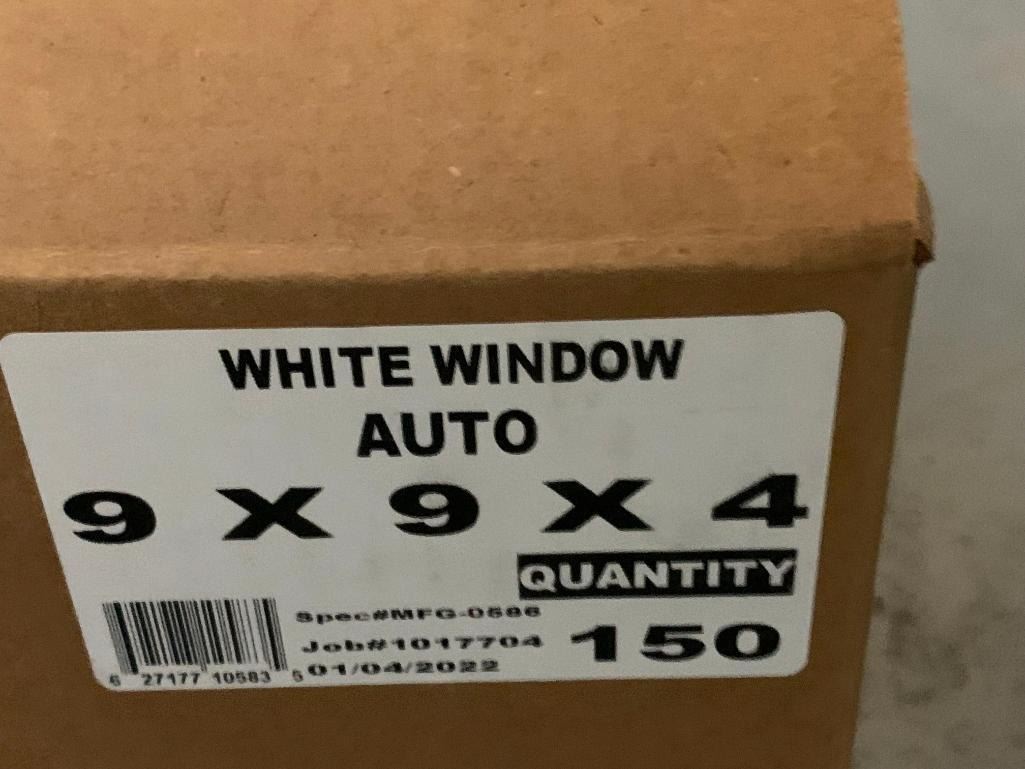 WHITE WINDOW
AUTO
9 X 9 X 4
QUANTITY
150
Spec#MFG-0586
Job#1017704
01/04/2022
6 27177 10583 5